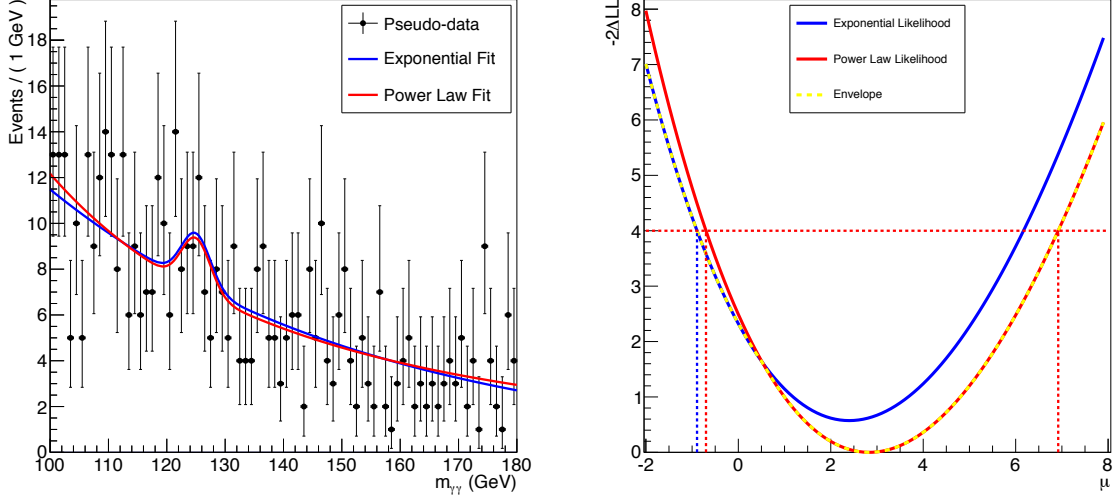 Events / ( 1 GeV )
18
16
14
12
10
8
6
4
2
0
Pseudo-data
Exponential Fit
Power Law Fit
100 110 120 130 140 150 160 170 180
m_γγ (GeV)
-2ΔLL
8
7
6
5
4
3
2
1
0
Exponential Likelihood
Power Law Likelihood
Envelope
-2 0 2 4 6 8
μ